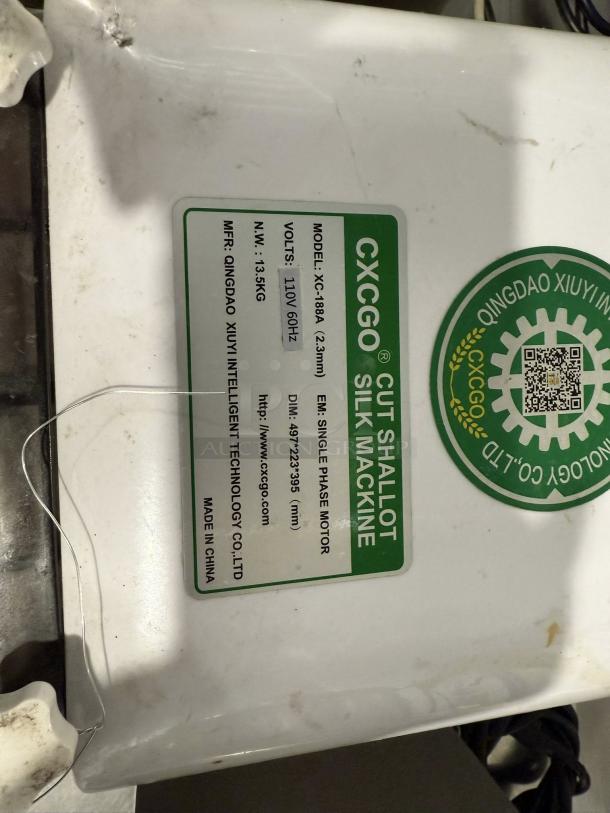 CXCGO® CUT SHALLOT
SILK MACKINE
MODEL: XC-188A (2.3mm) EM: SINGLE PHASE MOTOR
VOLTS: 110V 60Hz DIM: 497*223*395 (mm)
N.W. : 13.5KG http: //www.cxcgo.com
MFR: QINGDAO XIUYI INTELLIGENT TECHNOLOGY CO,.LTD
MADE IN CHINA
QINGDAO XIUYI
CO.,LTD
CXCGO
AUCTION GROUP